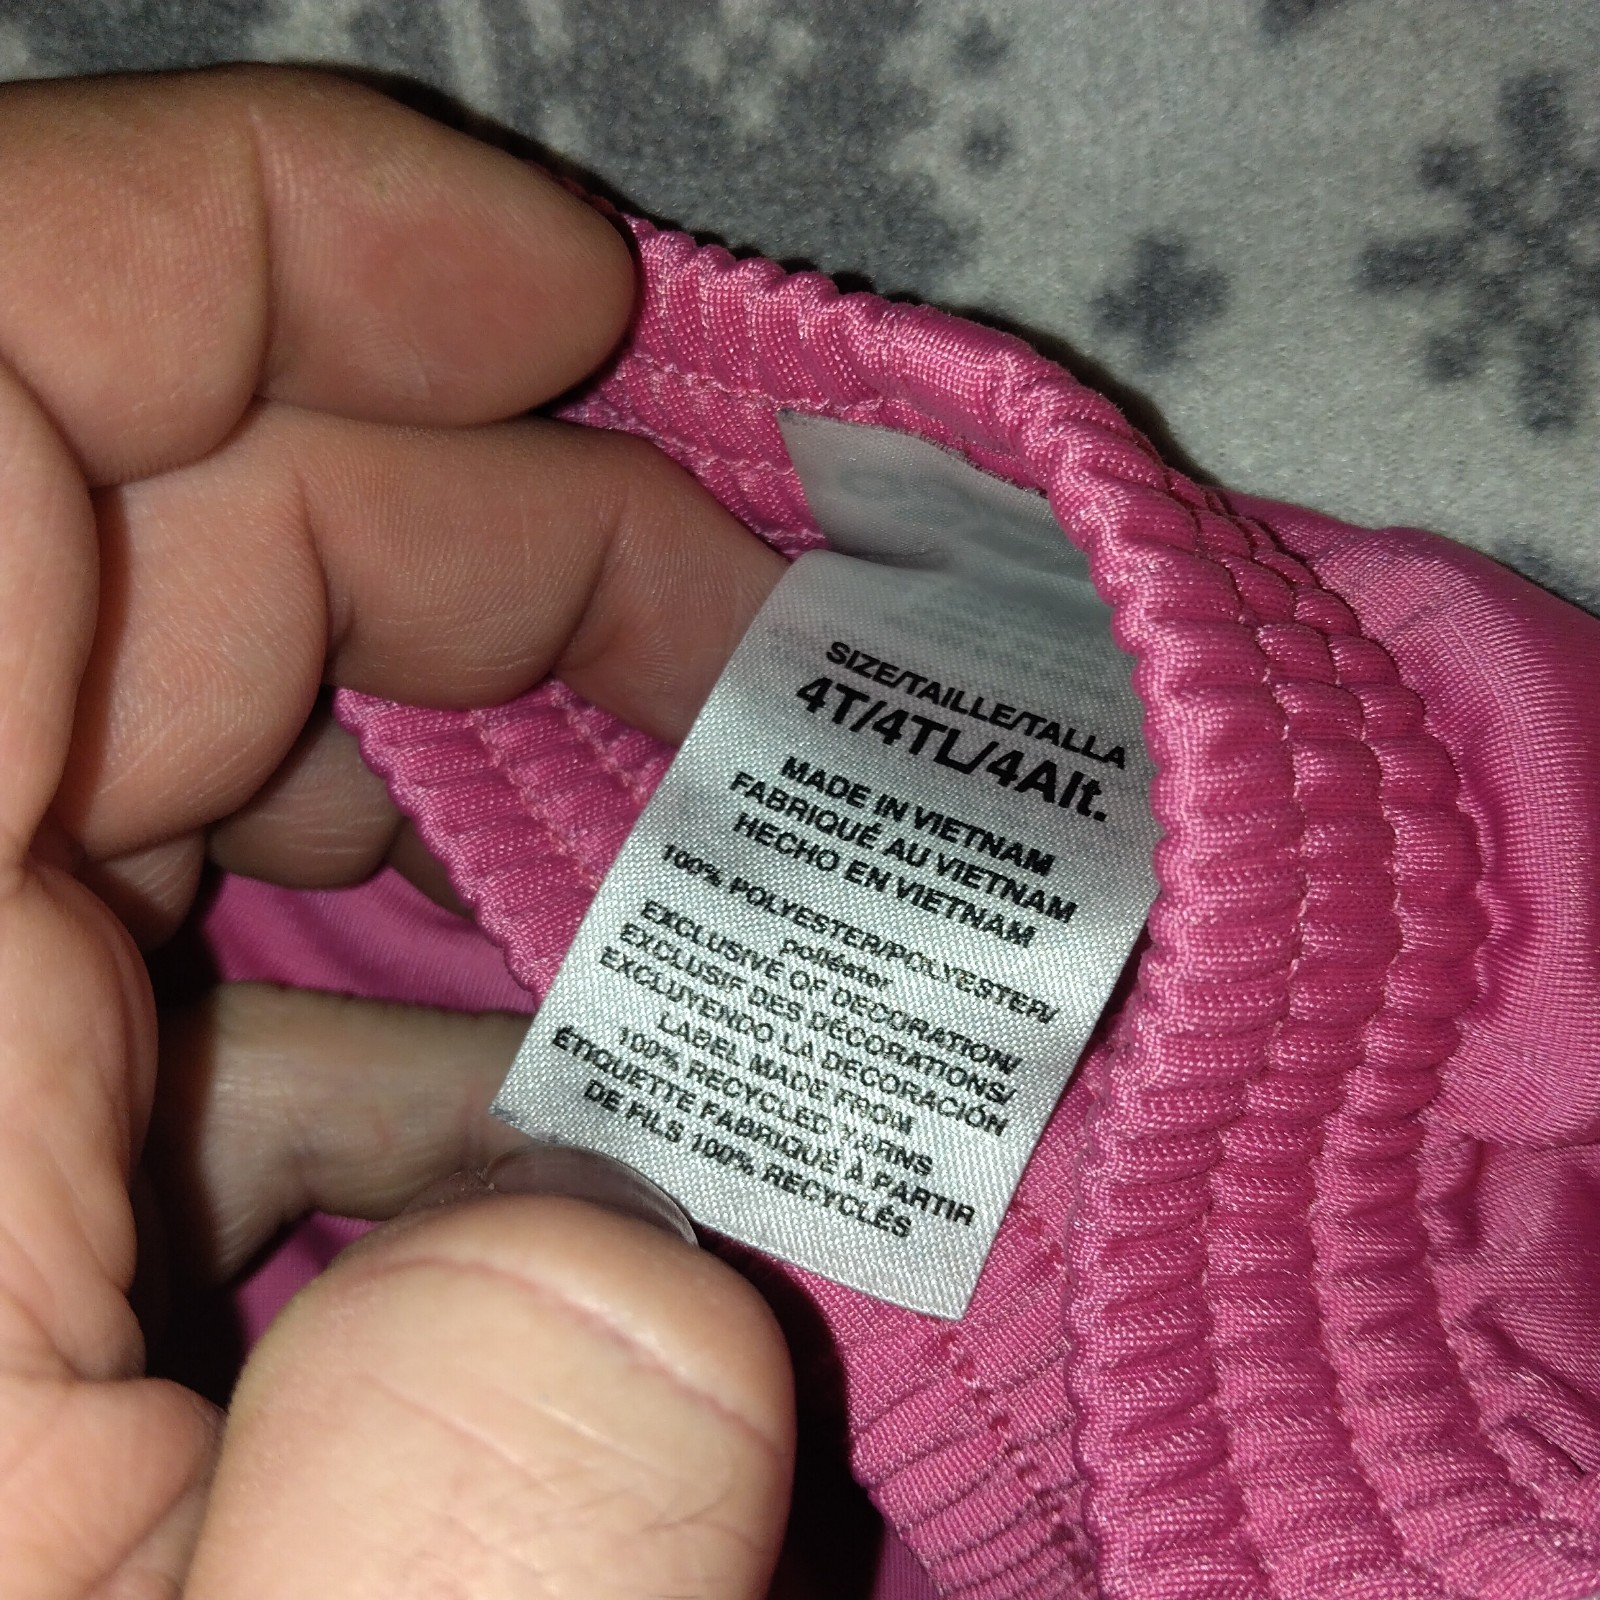 SIZE/TAILLE/TALLA
4T/4TL/4Alt.
MADE IN VIETNAM
FABRIQUÉ AU VIETNAM
HECHO EN VIETNAM
100% POLYESTER/POLYESTER/
poliéster
EXCLUSIVE OF DECORATION/
EXCLUSIF DES DÉCORATIONS/
EXCLUYENDO LA DECORACIÓN
LABEL MADE FROM
100% RECYCLED YARNS
ÉTIQUETTE FABRIQUÉ À PARTIR
DE FILS 100% RECYCLÉS